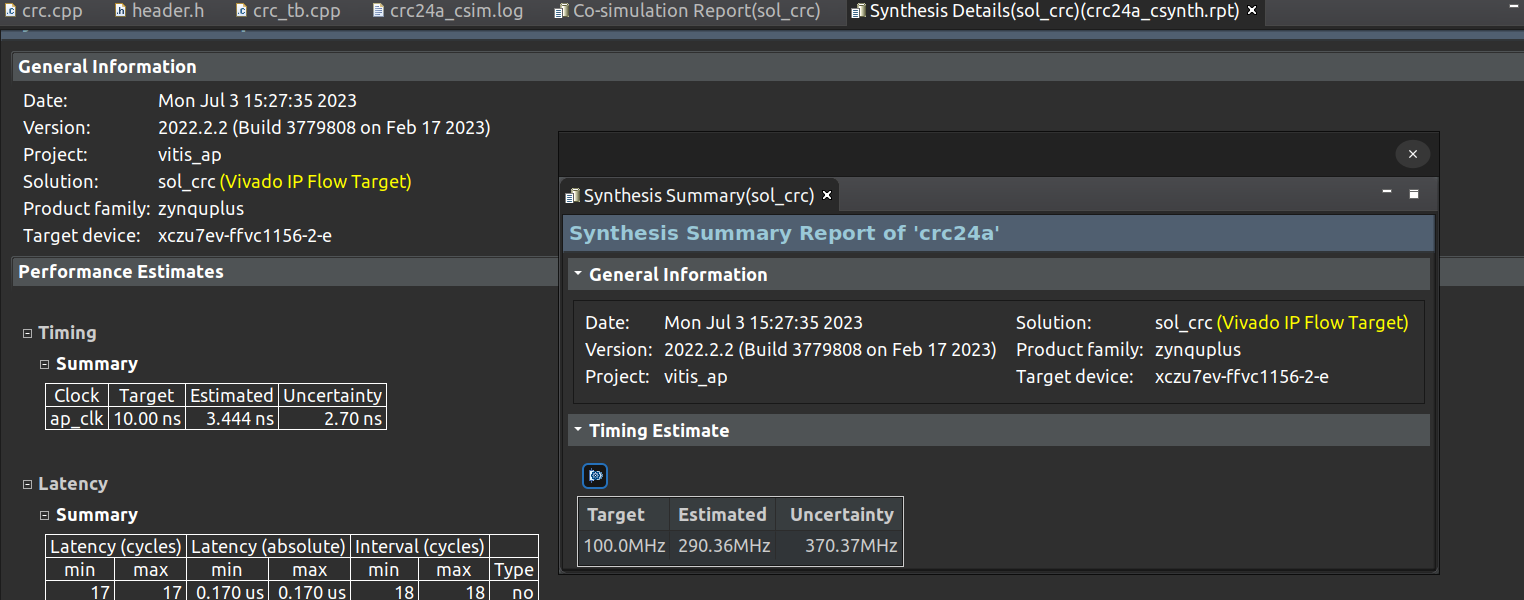 crc.cpp header.h crc_tb.cpp crc24a_csim.log Co-simulation Report(sol_crc) Synthesis Details(sol_crc)(crc24a_csynth.rpt)
General Information
Date: Mon Jul 3 15:27:35 2023
Version: 2022.2.2 (Build 3779808 on Feb 17 2023)
Project: vitis_ap
Solution: sol_crc (Vivado IP Flow Target)
Product family: zynquplus
Target device: xczu7ev-ffvc1156-2-e
Performance Estimates
Timing
Summary
Clock Target Estimated Uncertainty
ap_clk 10.00 ns 3.444 ns 2.70 ns
Latency
Summary
Latency (cycles) Latency (absolute) Interval (cycles)
min max min max min max Type
17 17 0.170 us 0.170 us 18 18 no
Synthesis Summary(sol_crc)
Synthesis Summary Report of 'crc24a'
General Information
Date: Mon Jul 3 15:27:35 2023 Solution: sol_crc (Vivado IP Flow Target)
Version: 2022.2.2 (Build 3779808 on Feb 17 2023) Product family: zynquplus
Project: vitis_ap Target device: xczu7ev-ffvc1156-2-e
Timing Estimate
Target Estimated Uncertainty
100.0MHz 290.36MHz 370.37MHz